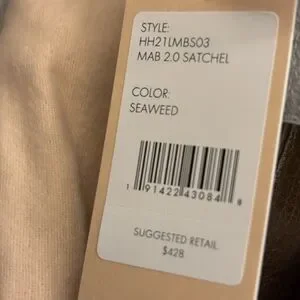 STYLE:
HH21LMBS03
MAB 2.0 SATCHEL
COLOR:
SEAWEED
1 91422 43084 8
SUGGESTED RETAIL
$428